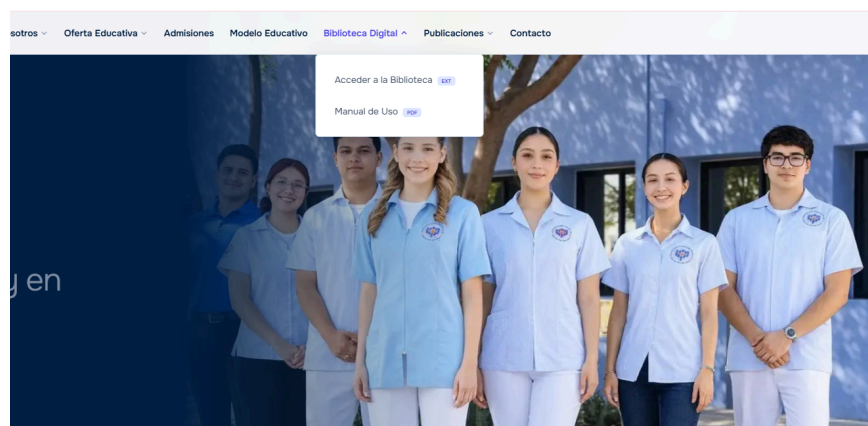 sotros
Oferta Educativa
Admisiones
Modelo Educativo
Biblioteca Digital
Publicaciones
Contacto
Acceder a la Biblioteca EXT
Manual de Uso PDF
y en